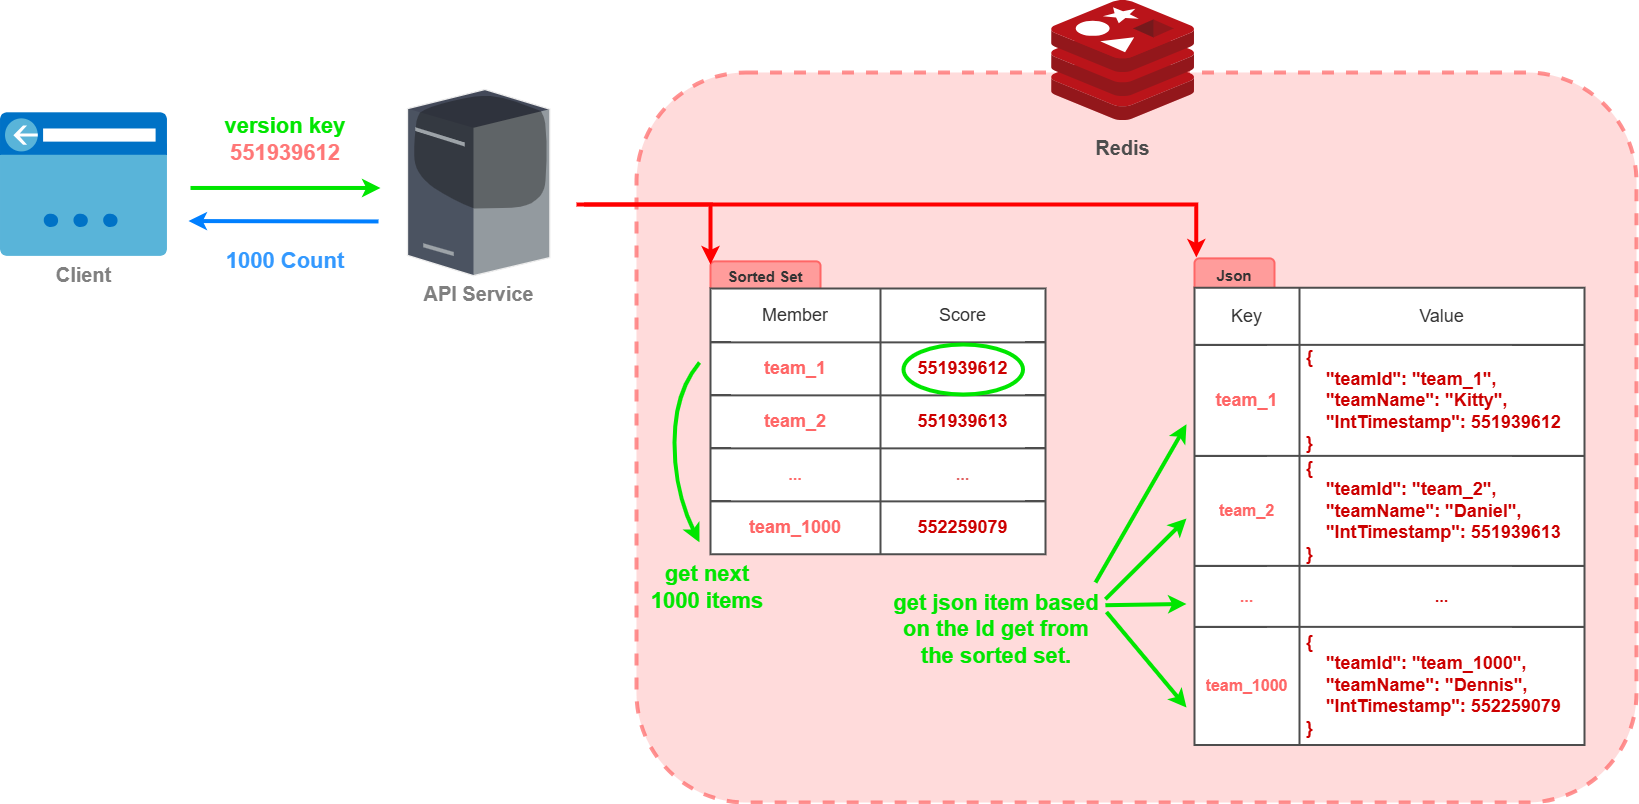 version key
551939612
1000 Count
Client
API Service
Redis
Sorted Set
Member Score
team_1 551939612
team_2 551939613
... ...
team_1000 552259079
get next
1000 items
get json item based
on the Id get from
the sorted set.
Json
Key Value
team_1
{
"teamId": "team_1",
"teamName": "Kitty",
"IntTimestamp": 551939612
}
team_2
{
"teamId": "team_2",
"teamName": "Daniel",
"IntTimestamp": 551939613
}
... ...
team_1000
{
"teamId": "team_1000",
"teamName": "Dennis",
"IntTimestamp": 552259079
}